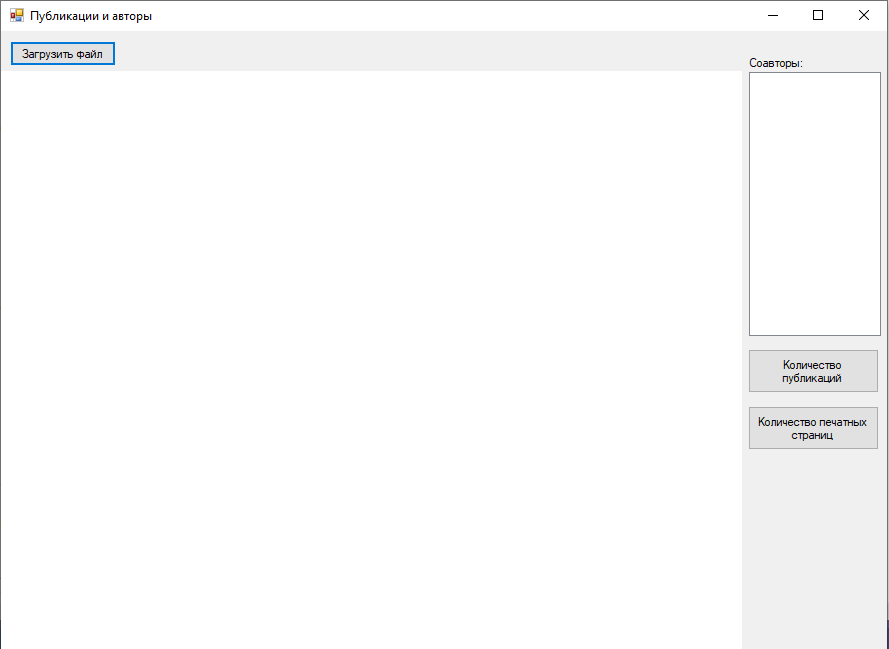 Публикации и авторы
Загрузить файл
Соавторы:
Количество
публикаций
Количество печатных
страниц